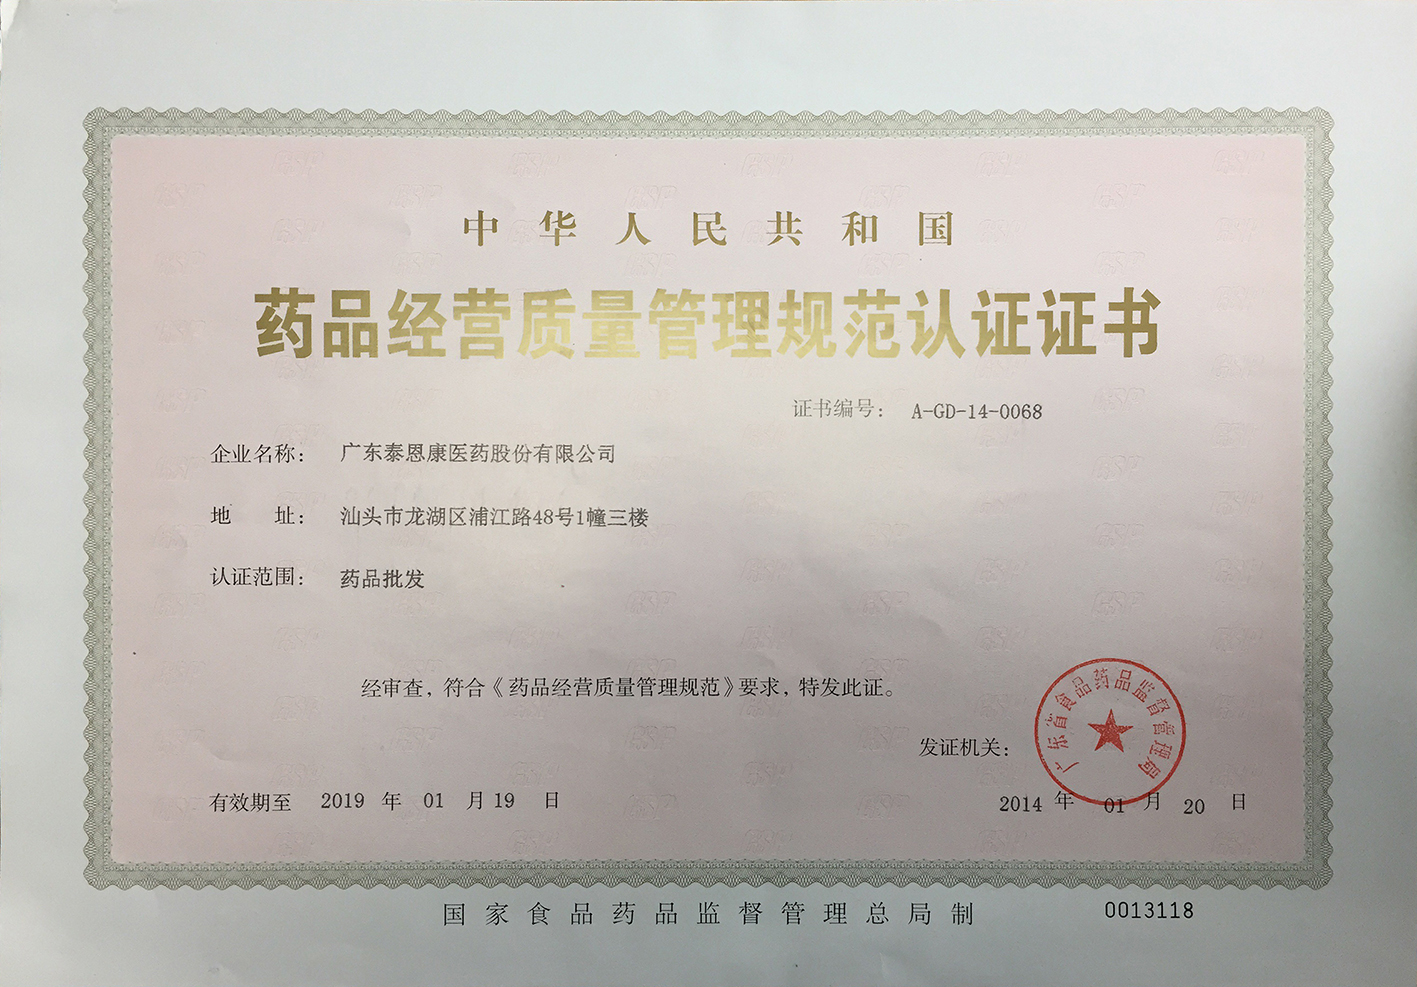 中华人民共和国
药品经营质量管理规范认证证书
证书编号： A-GD-14-0068
企业名称： 广东泰恩康医药股份有限公司
地 址： 汕头市龙湖区浦江路48号1幢三楼
认证范围： 药品批发
经审查，符合《药品经营质量管理规范》要求，特发此证。
发证机关：
广东省食品药品监督管理局
有效期至 2019 年 01 月 19 日
2014 年 01 月 20 日
国家食品药品监督管理总局制
0013118